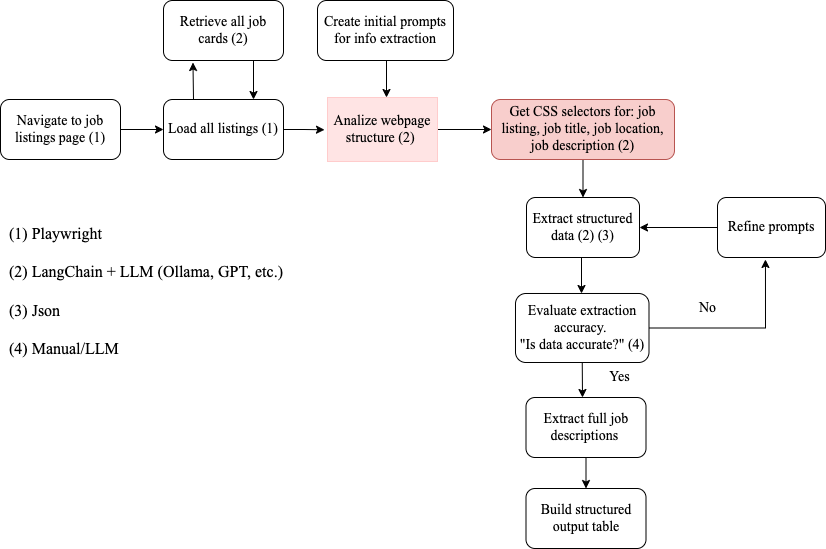 Retrieve all job
cards (2)
Create initial prompts
for info extraction
Navigate to job
listings page (1)
Load all listings (1)
Analize webpage
structure (2)
Get CSS selectors for: job
listing, job title, job location,
job description (2)
Extract structured
data (2) (3)
Refine prompts
(1) Playwright
(2) LangChain + LLM (Ollama, GPT, etc.)
(3) Json
(4) Manual/LLM
Evaluate extraction
accuracy.
"Is data accurate?" (4)
No
Yes
Extract full job
descriptions
Build structured
output table